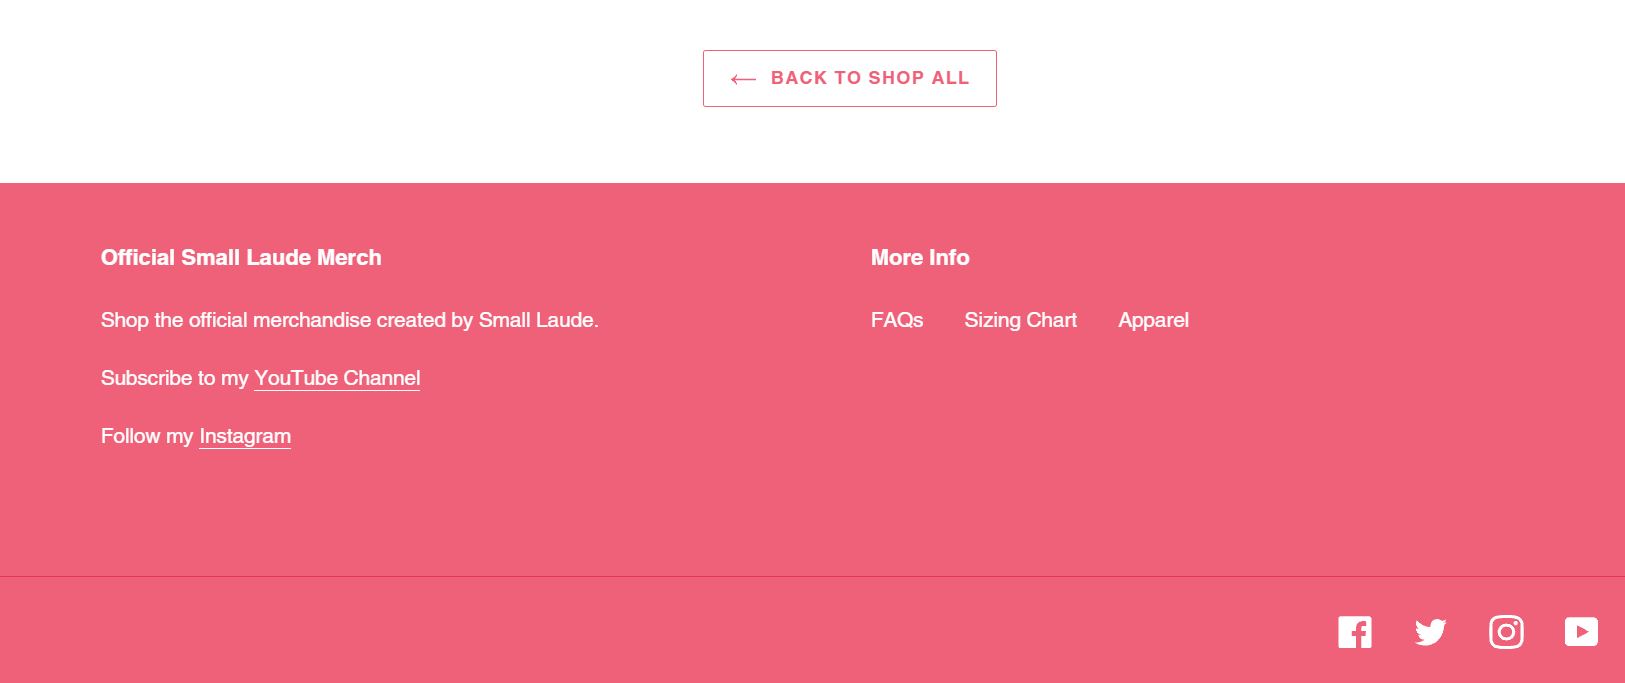 BACK TO SHOP ALL
Official Small Laude Merch
Shop the official merchandise created by Small Laude.
Subscribe to my YouTube Channel
Follow my Instagram
More Info
FAQs Sizing Chart Apparel